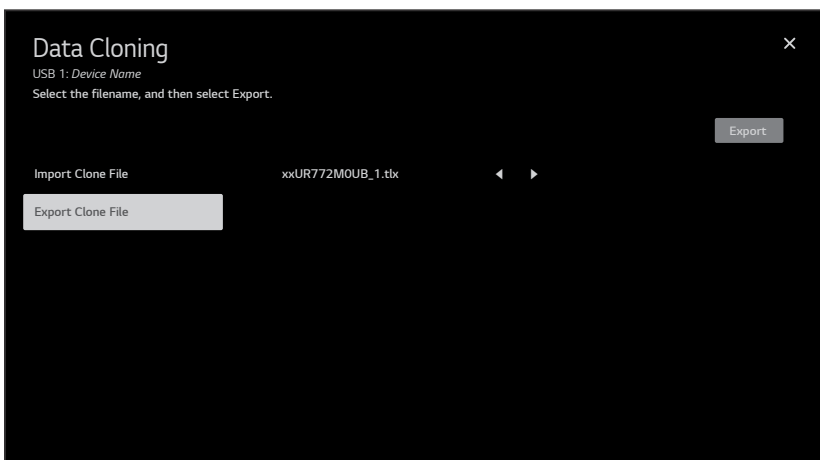 Data Cloning
USB 1: Device Name
Select the filename, and then select Export.
Export
Import Clone File xxUR772M0UB_1.tlx
Export Clone File